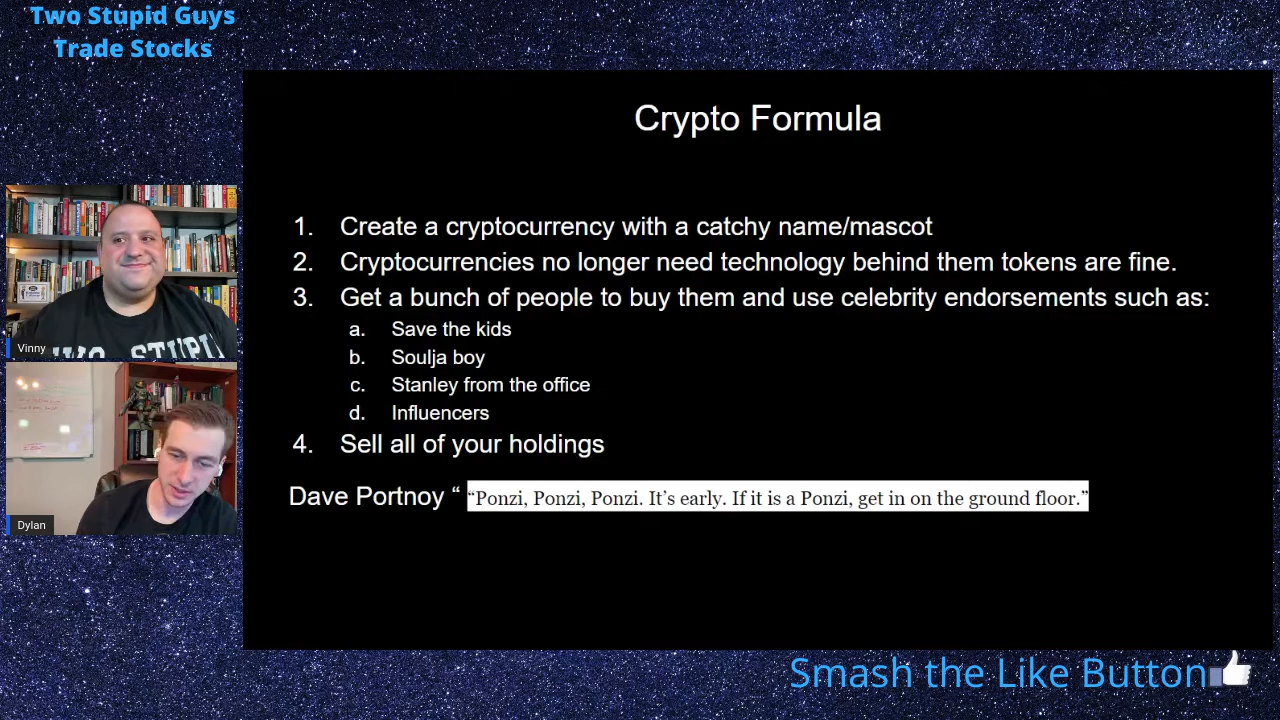 Two Stupid Guys
Trade Stocks
Crypto Formula
1. Create a cryptocurrency with a catchy name/mascot
2. Cryptocurrencies no longer need technology behind them tokens are fine.
3. Get a bunch of people to buy them and use celebrity endorsements such as:
a. Save the kids
b. Soulja boy
c. Stanley from the office
d. Influencers
4. Sell all of your holdings
Dave Portnoy “ “Ponzi, Ponzi, Ponzi. It’s early. If it is a Ponzi, get in on the ground floor.”
Vinny
Dylan
Smash the Like Button